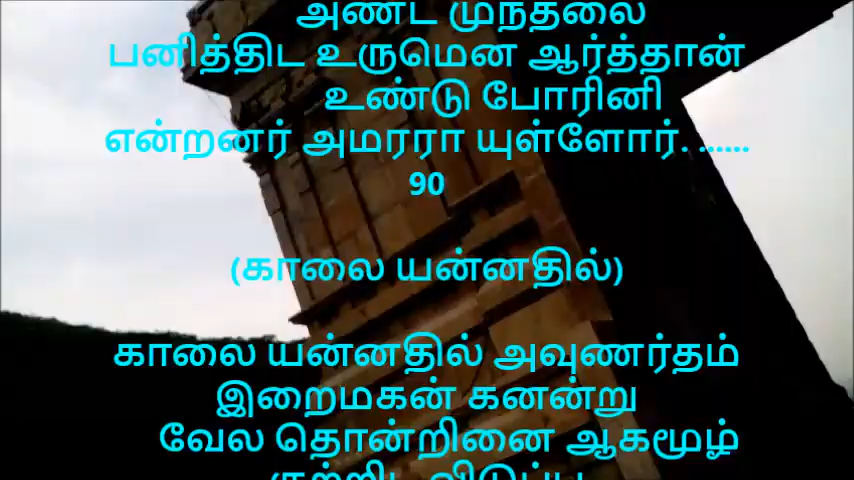 அண்ட முந்தலை
பனித்திட உருமென ஆர்த்தான்
உண்டு போரினி
என்றனர் அமரரா யுள்ளோர். ......
90
(காலை யன்னதில்)
காலை யன்னதில் அவுணர்தம்
இறைமகன் கனன்று
வேல தொன்றினை ஆகமூழ்